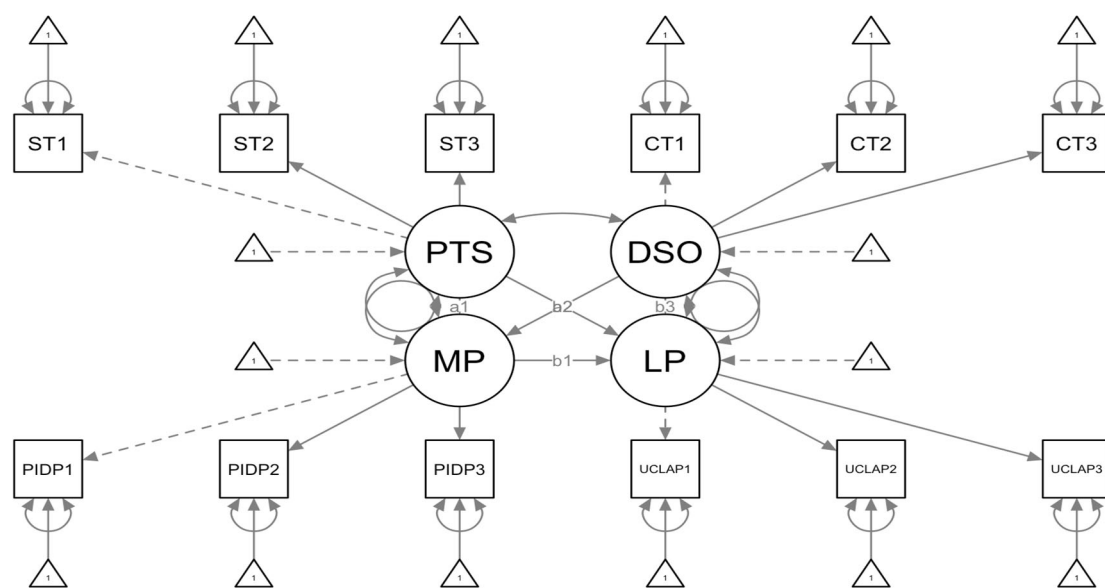 1 1 1 1 1 1
ST1 ST2 ST3 CT1 CT2 CT3
1 PTS DSO 1
a1 a2 b3
1 MP b1 LP 1
PIDP1 PIDP2 PIDP3 UCLAP1 UCLAP2 UCLAP3
1 1 1 1 1 1